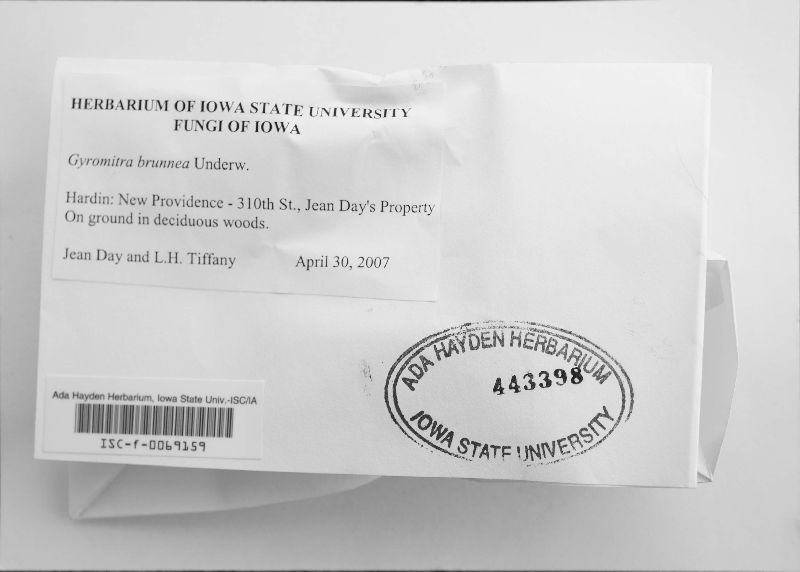 HERBARIUM OF IOWA STATE UNIVERSITY
FUNGI OF IOWA
Gyromitra brunnea Underw.
Hardin: New Providence - 310th St., Jean Day's Property
On ground in deciduous woods.
Jean Day and L.H. Tiffany April 30, 2007
Ada Hayden Herbarium, Iowa State Univ.-ISC/IA
ISC-f-0069159
ADA HAYDEN HERBARIUM
443398
IOWA STATE UNIVERSITY